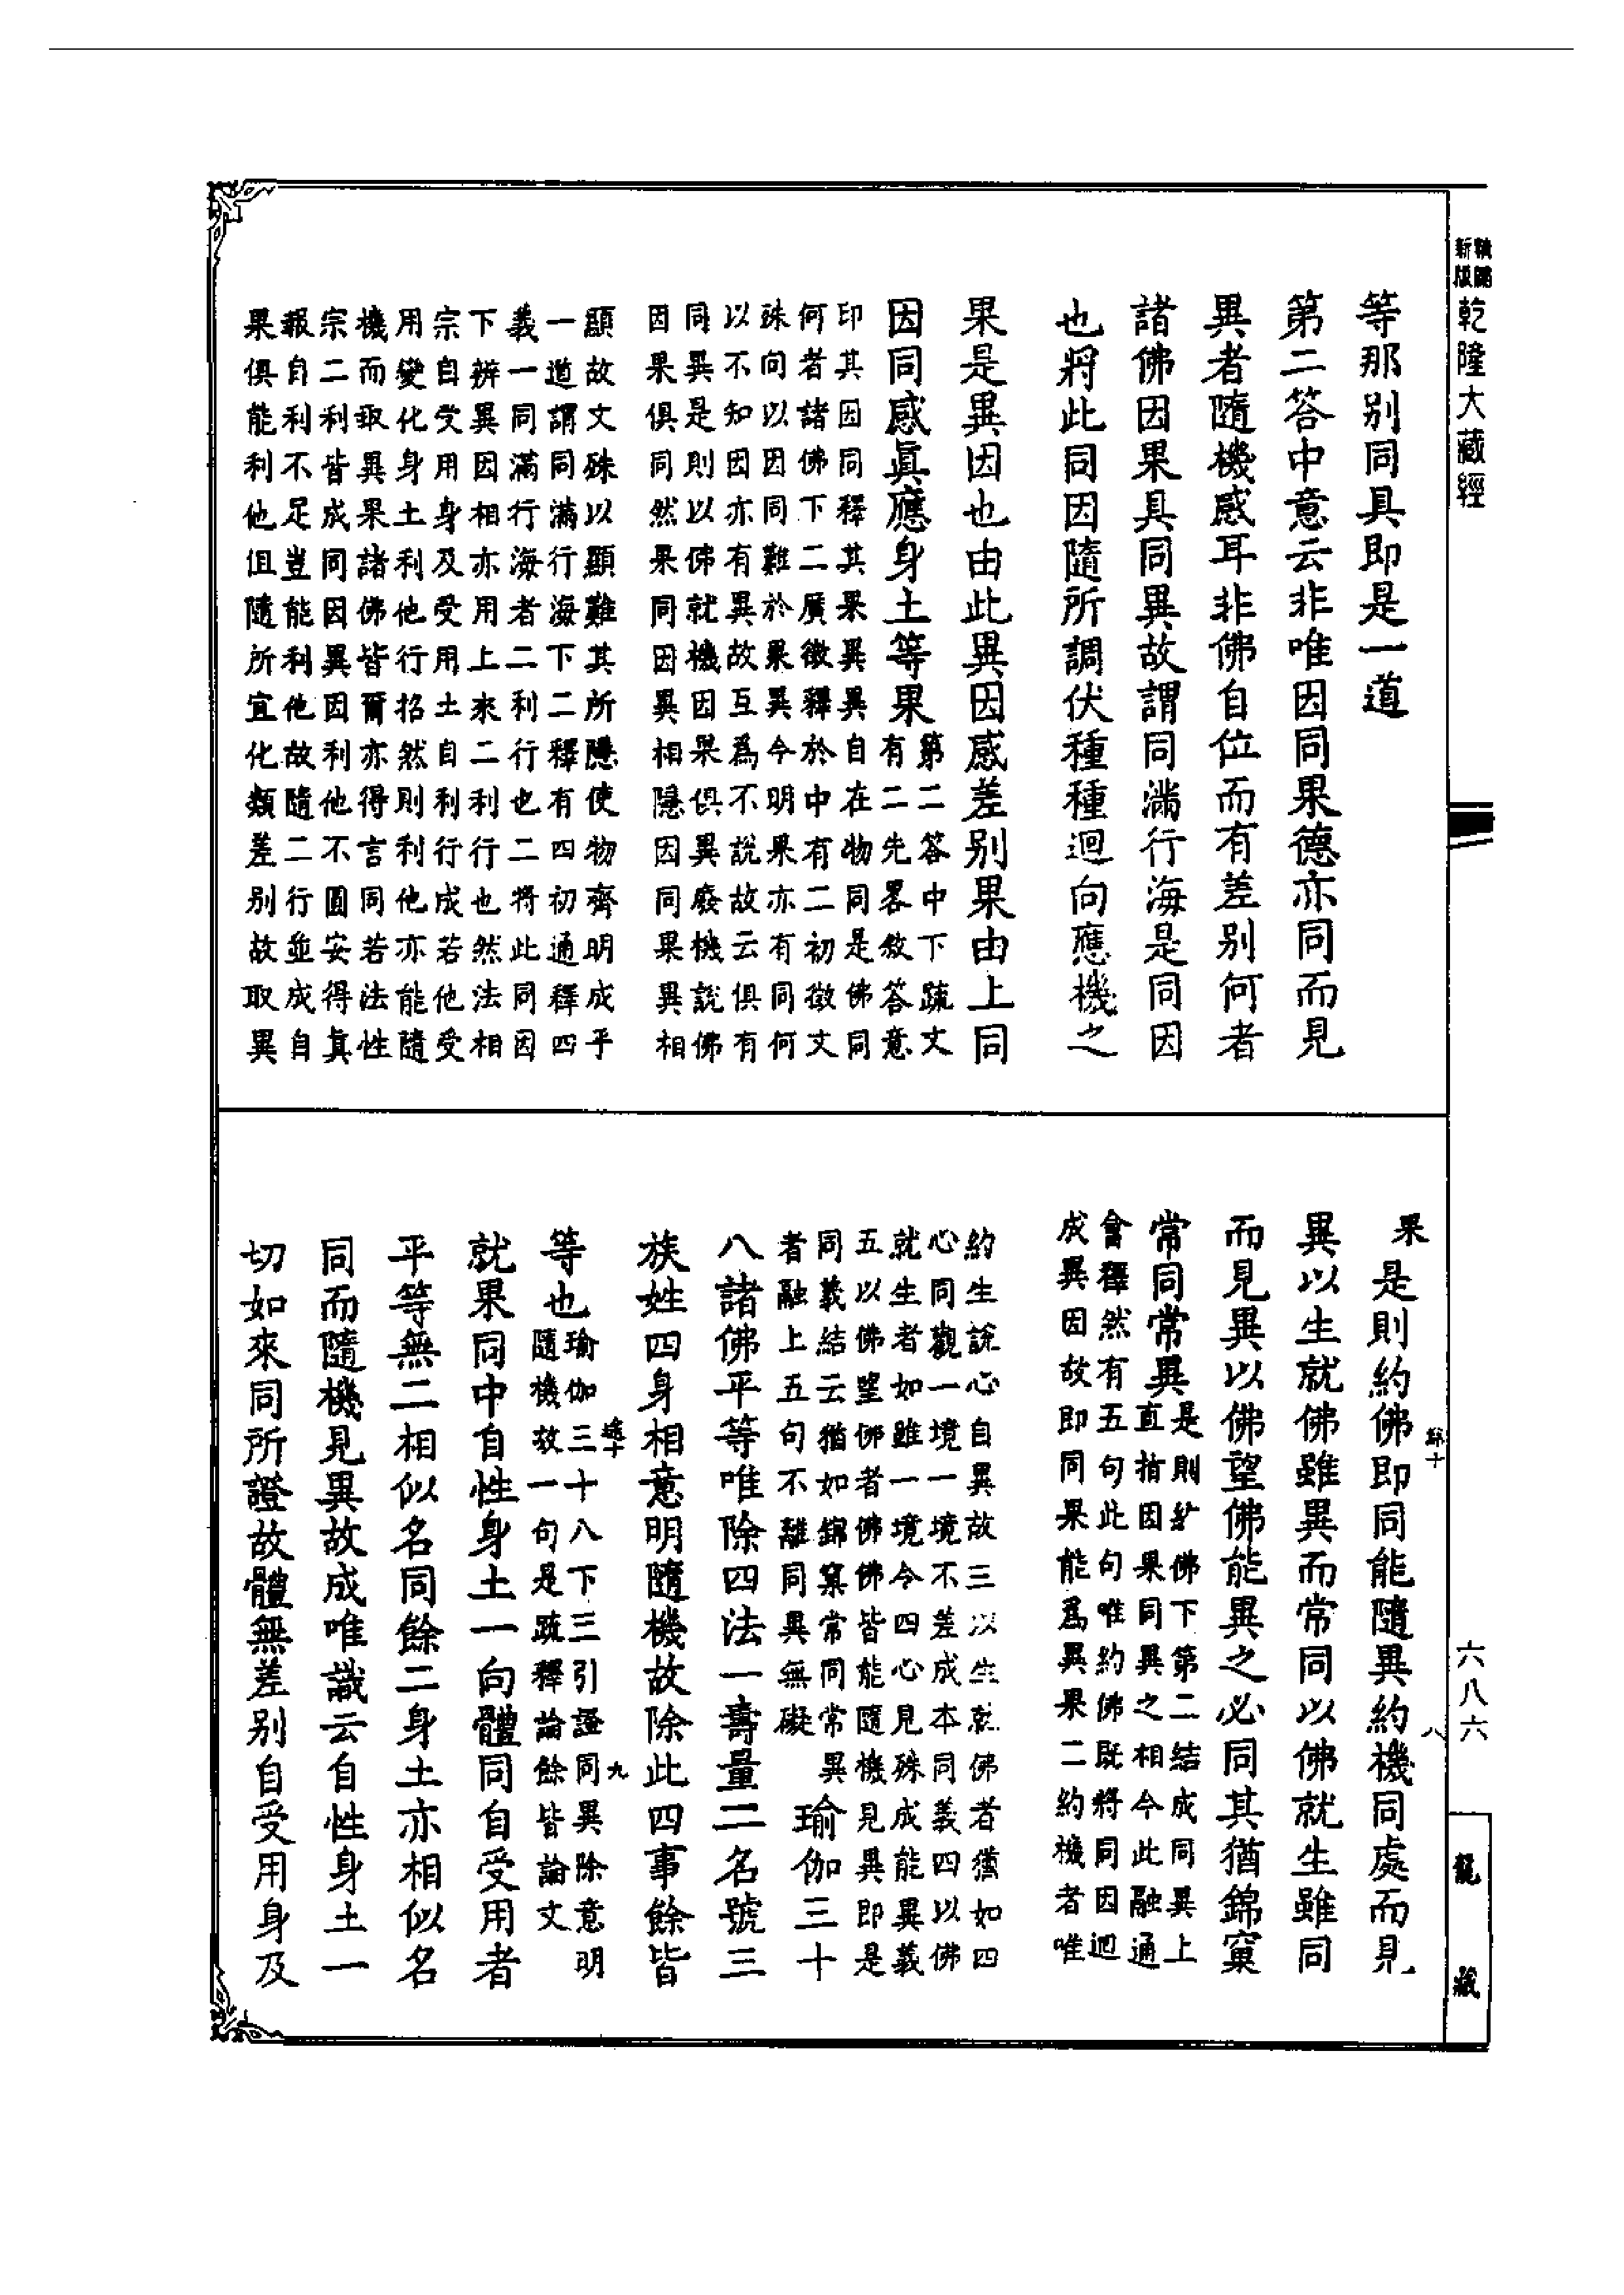 精縮
新版
乾隆大藏經
等那別同具即是一道
第二答中意云非唯因同果德亦同而見
異者隨機感耳非佛自位而有差別何者
諸佛因果具同異故謂同滿行海是同因
也將此同因隨所調伏種種迴向應機之
果是異因也由此異因感差別果由上同
因同感眞應身土等果
第二答中下疏文
有二先畧敘答意
印其因同釋其果異異自在物同是佛同
何者諸佛下二廣徵釋於中有二初徵文
殊向以因同難於果異今明果亦有同何
以不知因亦有異故互爲不說故云俱有
同異是則以佛就機因果俱異廢機說佛
因果俱同然果同因異相隱因同果異相
顯故文殊以顯難其所隱使物齊明成乎
一道謂同滿行海下二釋有四初通釋四
義一同滿行海者二利行也二將此同因
下辨異因相亦用上來二利行也然法相
宗自受用身及受用土自利行成若他受
用變化身土利他行招然則利他亦能隨
機而取異果諸佛皆爾亦得言同若法性
宗二利皆成同因異因利他不圓安得眞
報自利不足豈能利他故隨二行並成自
果俱能利他但隨所宜化類差別故取異
六八六
龍藏
八
果
是則約佛即同能隨異約機同處而見
異以生就佛雖異而常同以佛就生雖同
而見異以佛望佛能異之必同其猶錦窠
常同常異
是則約佛下第二結成同異上
直指因果同異之相今此融通
會釋然有五句此句唯約佛既將同因迴
成異因故即同果能爲異果二約機者唯
約生說心自異故三以生就佛者猶如四
心同觀一境一境不差成本同義四以佛
就生者如雖一境今四心見殊成能異義
五以佛望佛者佛佛皆能隨機見異即是
同義結云猶如錦窠常同常異
者融上五句不離同異無礙
瑜伽三十
八諸佛平等唯除四法一壽量二名號三
族姓四身相意明隨機故除此四事餘皆
等也
瑜伽三十八下三引證同異除意明
隨機故一句是疏釋論餘皆論文
九
就果同中自性身土一向體同自受用者
平等無二相似名同餘二身土亦相似名
同而隨機見異故成唯識云自性身土一
切如來同所證故體無差別自受用身及